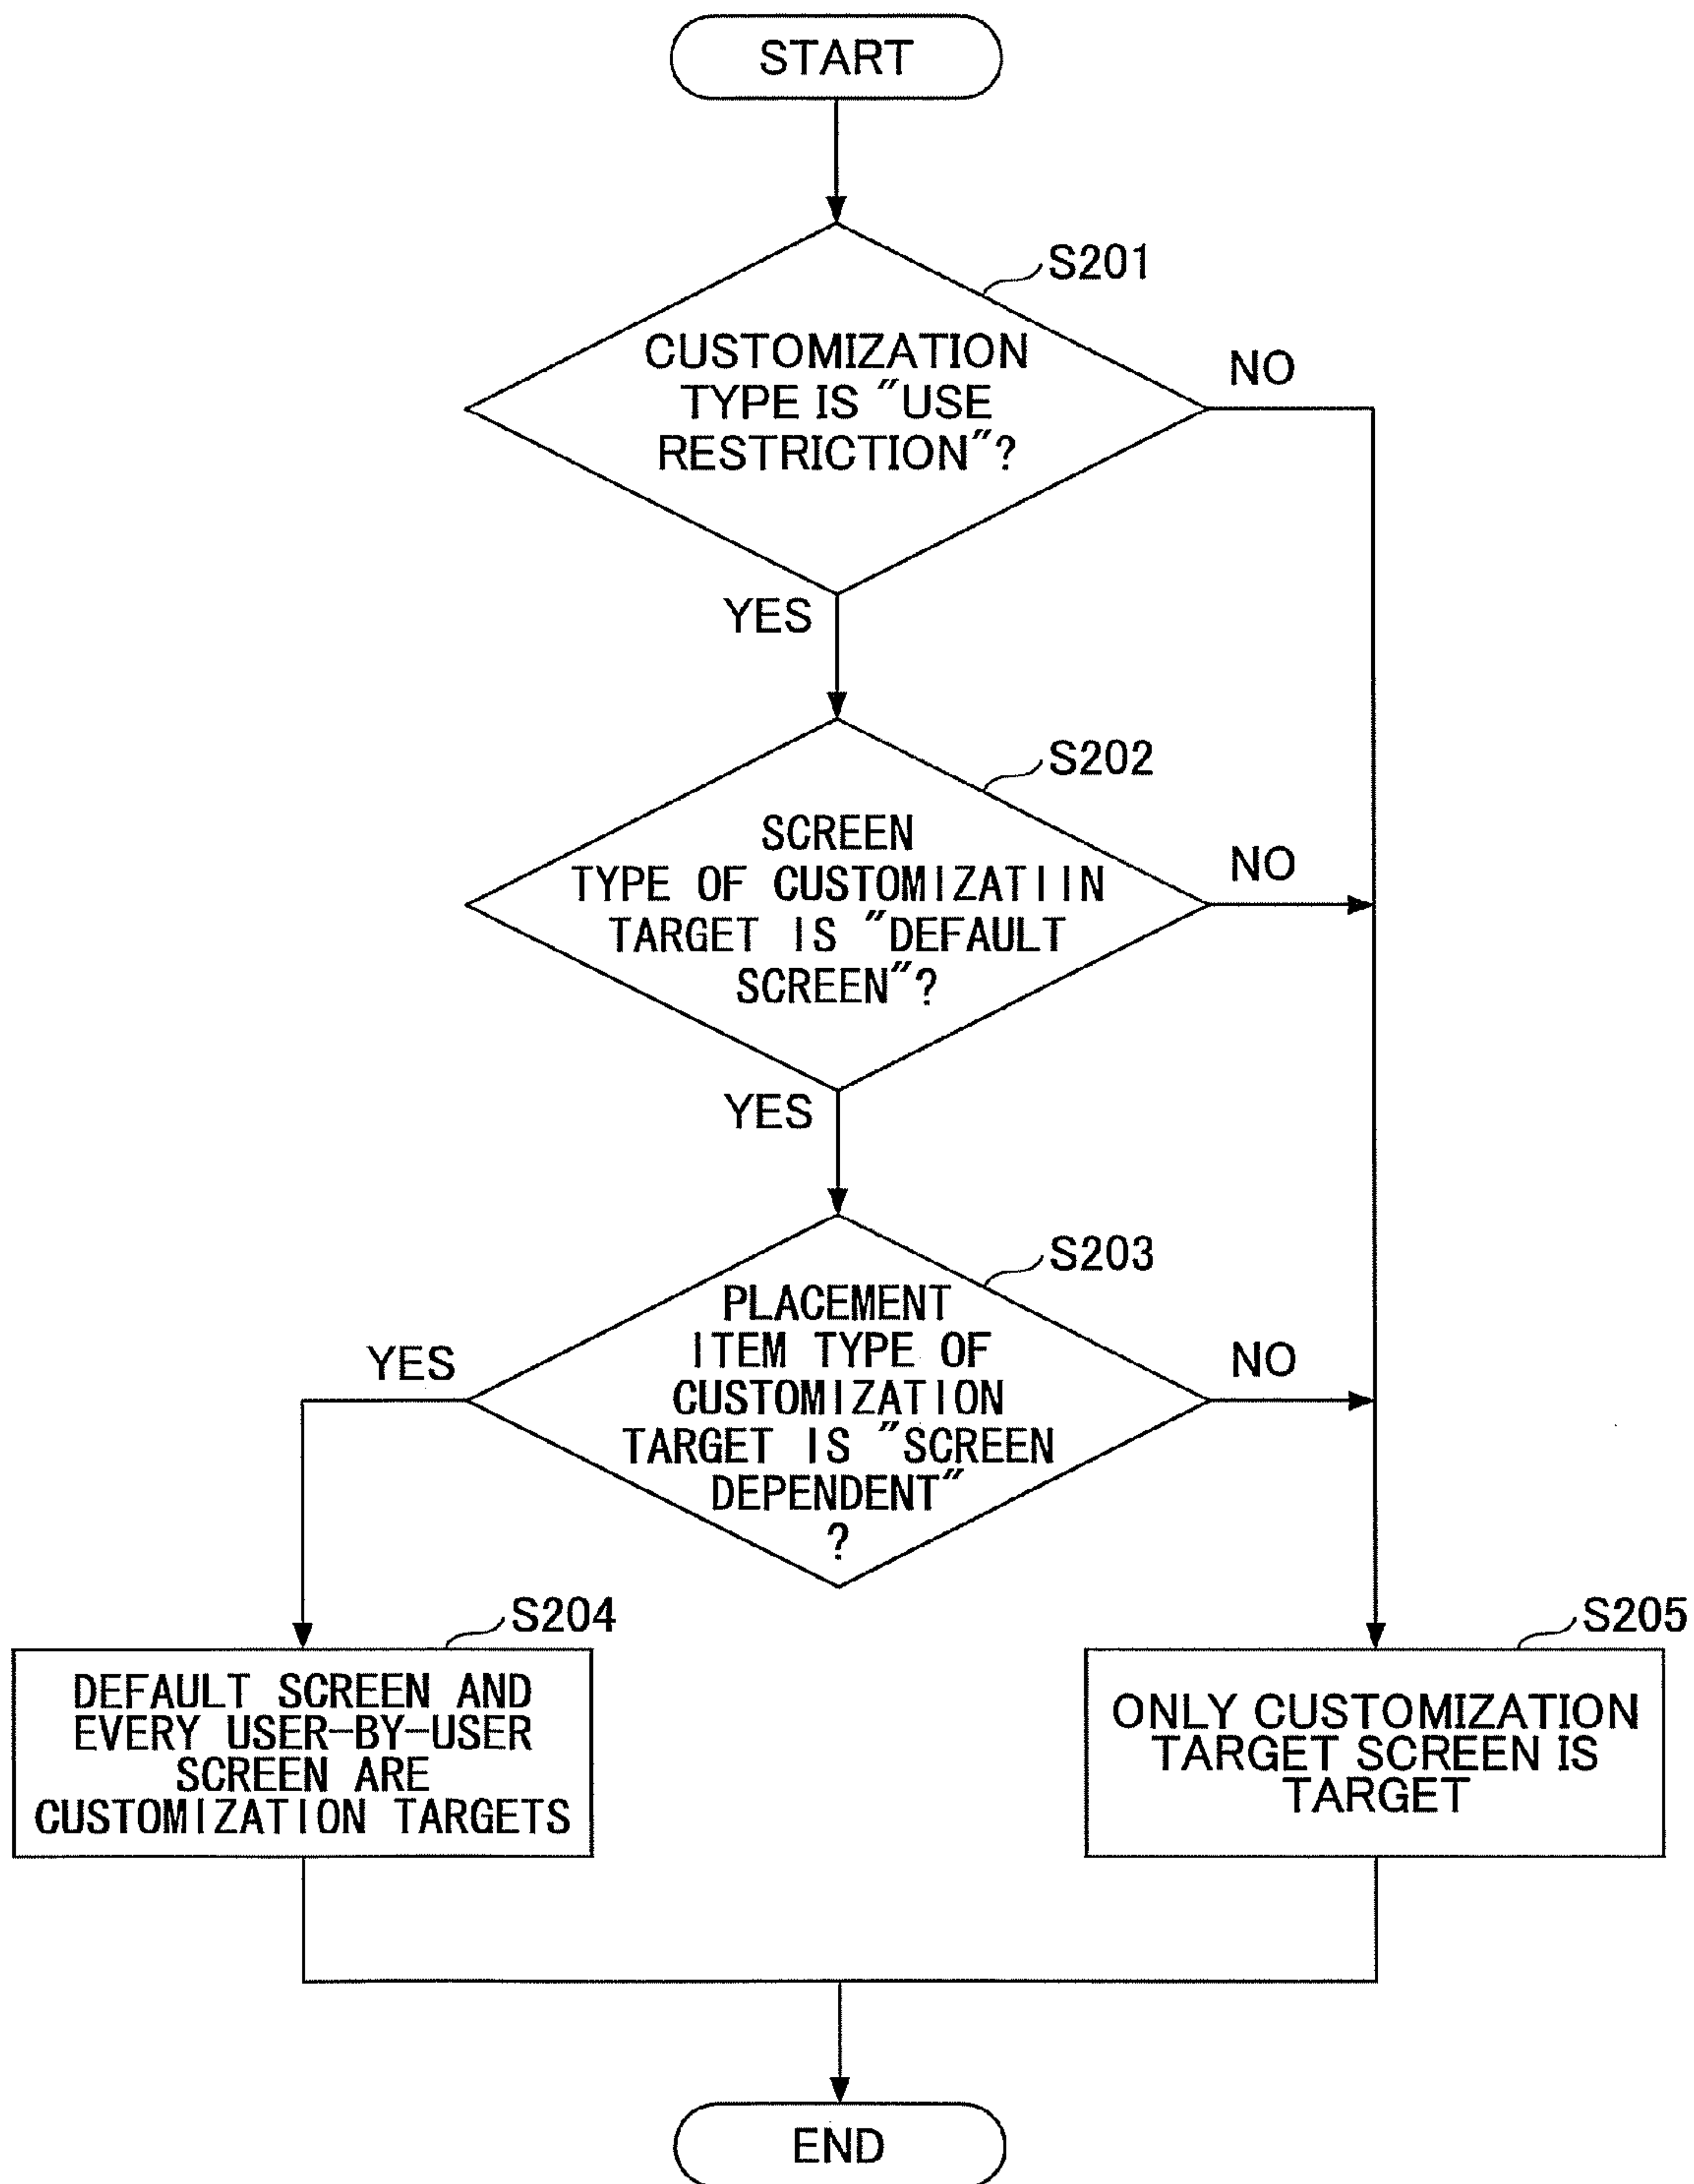 START
S201
CUSTOMIZATION
TYPE IS "USE
RESTRICTION"?
NO
YES
S202
SCREEN
TYPE OF CUSTOMIZATIIN
TARGET IS "DEFAULT
SCREEN"?
NO
YES
S203
PLACEMENT
ITEM TYPE OF
CUSTOMIZATION
TARGET IS "SCREEN
DEPENDENT"
?
YES
NO
S204
DEFAULT SCREEN AND
EVERY USER-BY-USER
SCREEN ARE
CUSTOMIZATION TARGETS
S205
ONLY CUSTOMIZATION
TARGET SCREEN IS
TARGET
END